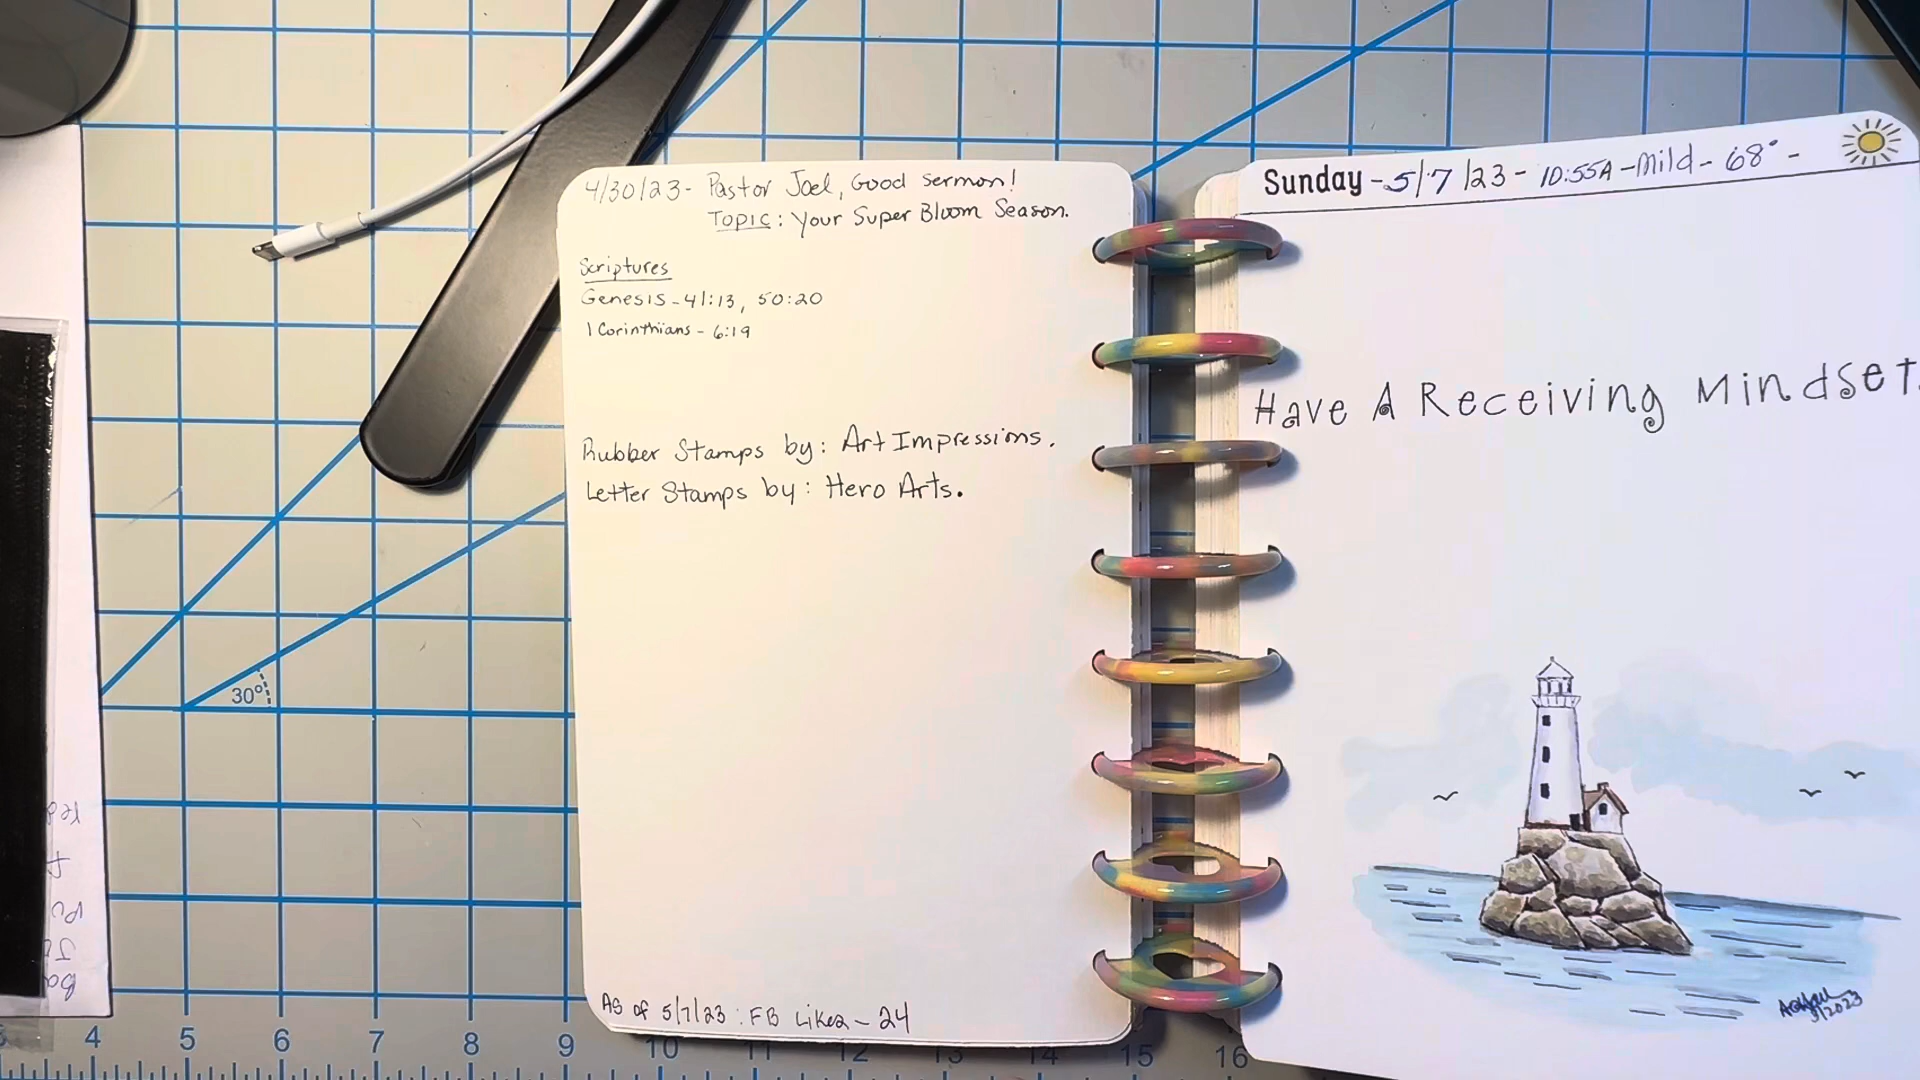 4/30/23- Pastor Joel, Good Sermon!
Topic: Your Super Bloom Season.
Scriptures
Genesis - 41:13, 50:20
1 Corinthians - 6:19
Rubber Stamps by: Art Impressions.
Letter Stamps by: Hero Arts.
As of 5/7/23: FB Likes - 24
Sunday - 5/7/23 - 10:55A - Mild - 68° -
Have A Receiving Mindset.
2023
30°
4 5 6 7 8 9 10 11 12 13 14 15 16